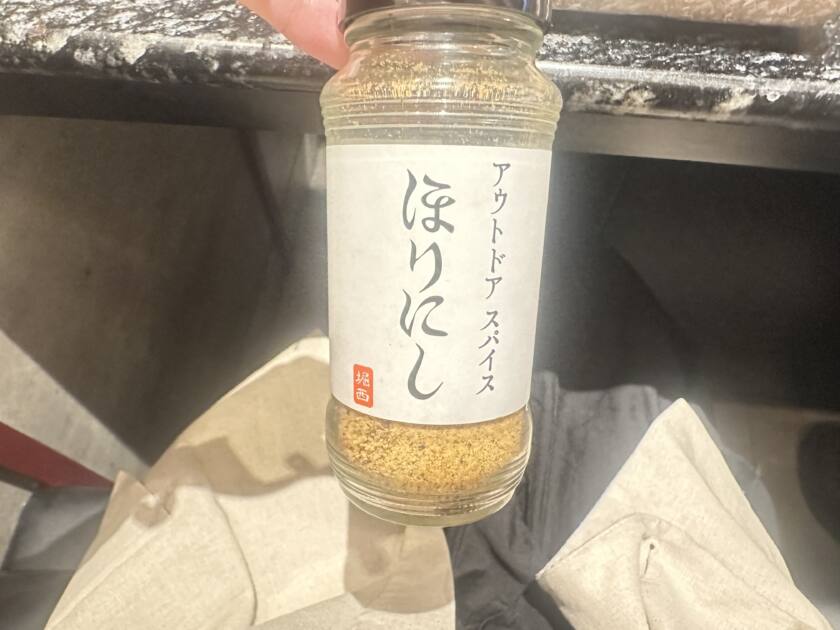 アウトドア スパイス
ほりにし
堀西